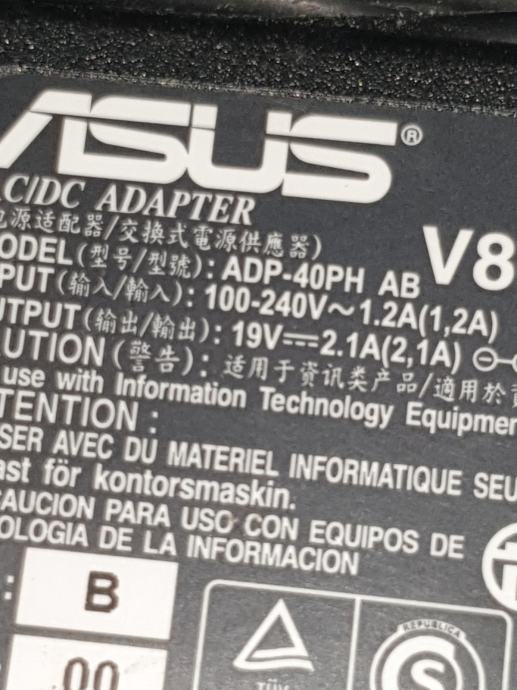 ASUS®
C/DC ADAPTER
电源适配器/交換式電源供應器)
ODEL(型号/型號): ADP-40PH AB
V8
PUT(输入/輸入): 100-240V~1.2A(1,2A)
TPUT(输出/輸出): 19V⎓2.1A(2,1A)
UTION(警告): 适用于资讯类产品/適用於
use with Information Technology Equipmen
TENTION :
SER AVEC DU MATERIEL INFORMATIQUE SEU
ast för kontorsmaskin.
CAUCION PARA USO CON EQUIPOS DE
OLOGIA DE LA INFORMACION
: B
00
TÜV
REPUBLICA
S